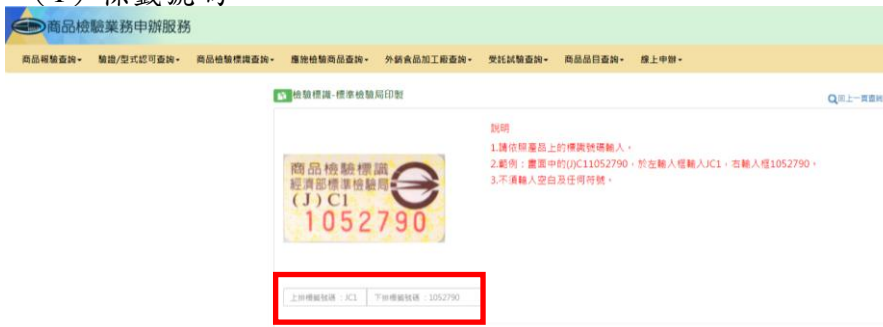 (1)標籤號碼
商品檢驗業務申辦服務
商品報驗查詢 驗證/型式認可查詢 商品檢驗標識查詢 應施檢驗商品查詢 外銷食品加工廠查詢 受託試驗查詢 商品品目查詢 線上申辦
檢驗標識-標準檢驗局印製
回上一頁查詢
說明
1.請依照產品上的標識號碼輸入。
2.範例：畫面中的(J)C11052790，於左輸入框輸入JC1，右輸入框1052790。
3.不須輸入空白及任何符號。
商品檢驗標識
經濟部標準檢驗局
(J)C1
1052790
上排標籤號碼：JC1 下排標籤號碼：1052790